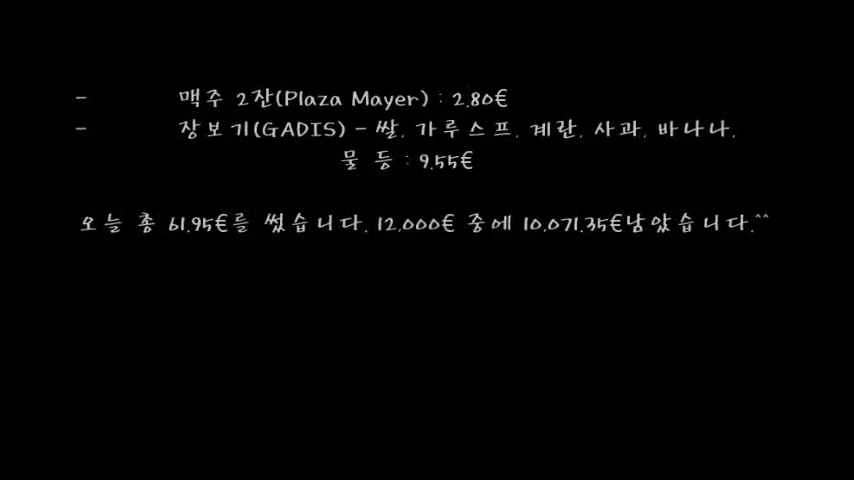 - 맥주 2잔(Plaza Mayer) : 2.80€
- 장보기(GADIS) - 쌀, 가루스프, 계란, 사과, 바나나,
물 등 : 9.55€
오늘 총 61.95€를 썼습니다. 12,000€ 중에 10,071.35€남았습니다.^^